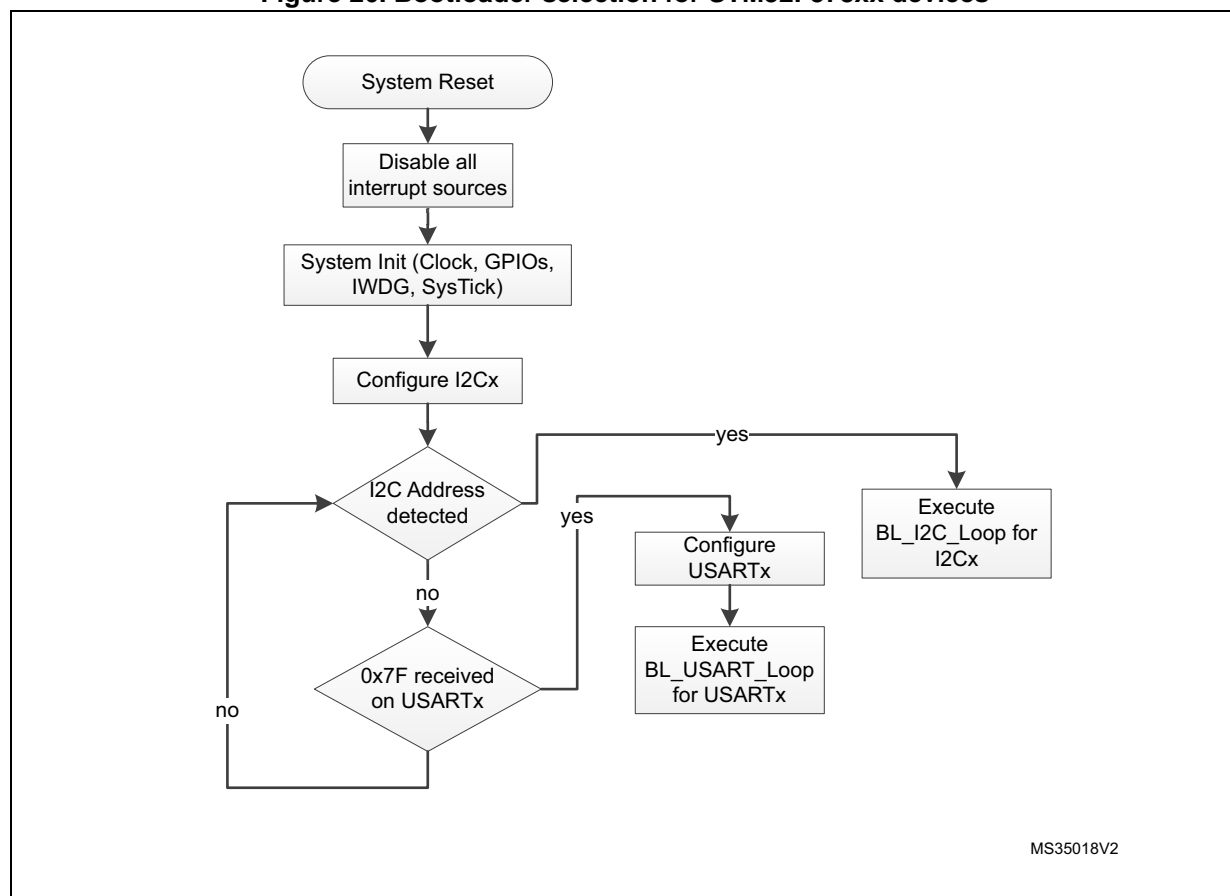 System Reset
Disable all
interrupt sources
System Init (Clock, GPIOs,
IWDG, SysTick)
Configure I2Cx
I2C Address
detected
yes
Execute
BL_I2C_Loop for
I2Cx
no
0x7F received
on USARTx
yes
Configure
USARTx
Execute
BL_USART_Loop
for USARTx
no
MS35018V2